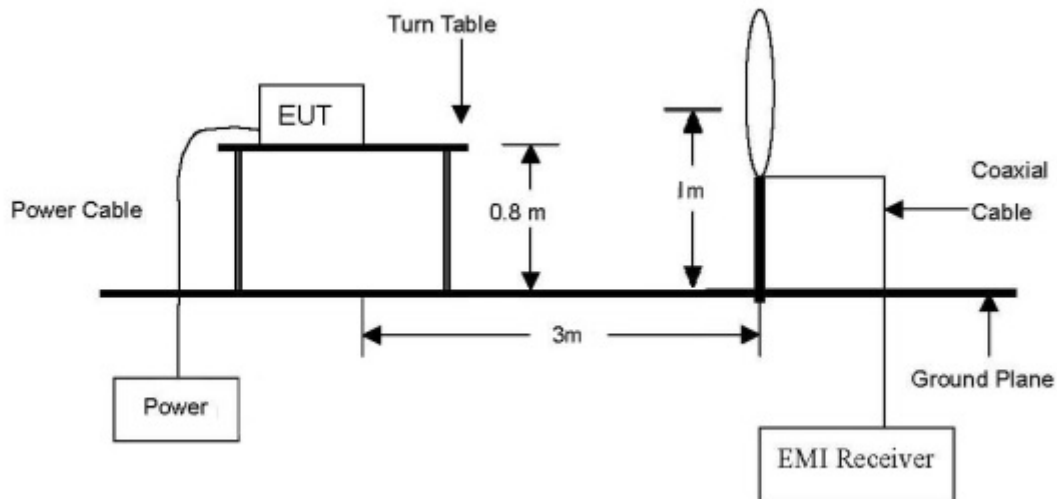 Turn Table
EUT
Power Cable
0.8 m
1m
Coaxial
Cable
3m
Ground Plane
Power
EMI Receiver